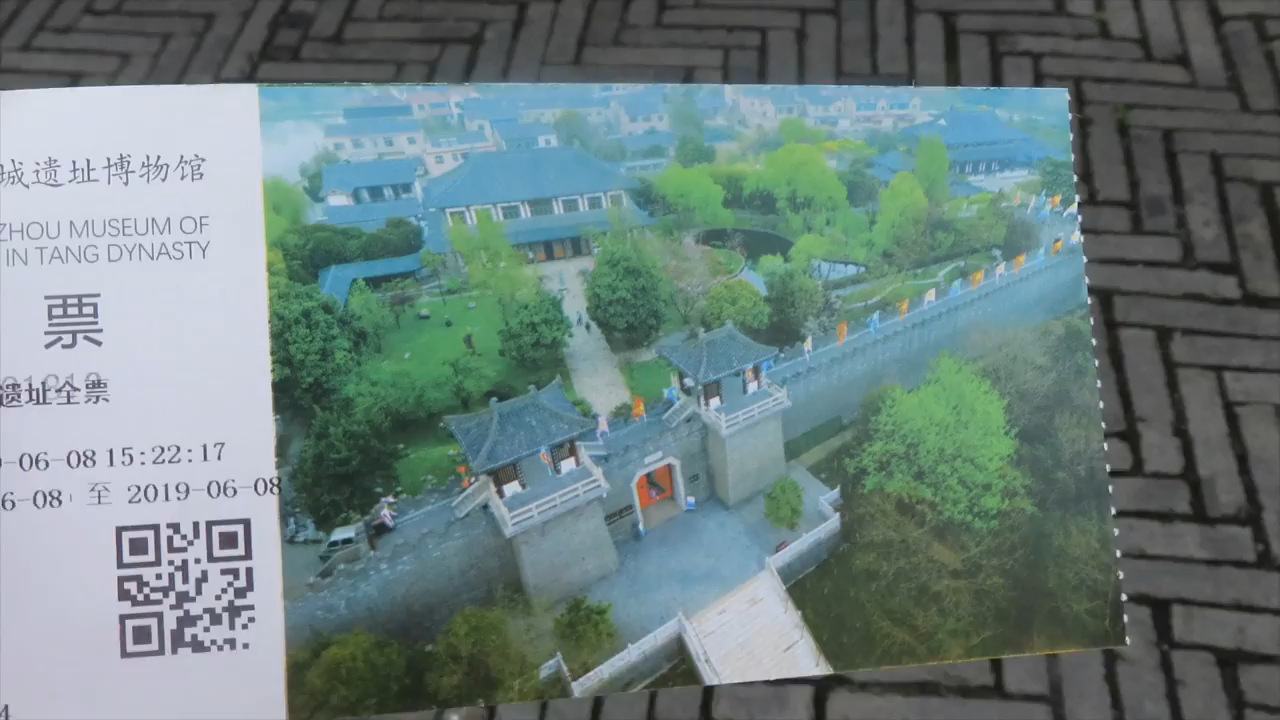 城遗址博物馆
ZHOU MUSEUM OF
IN TANG DYNASTY
票
遗址全票
-06-08 15:22:17
6-08 至 2019-06-08
4